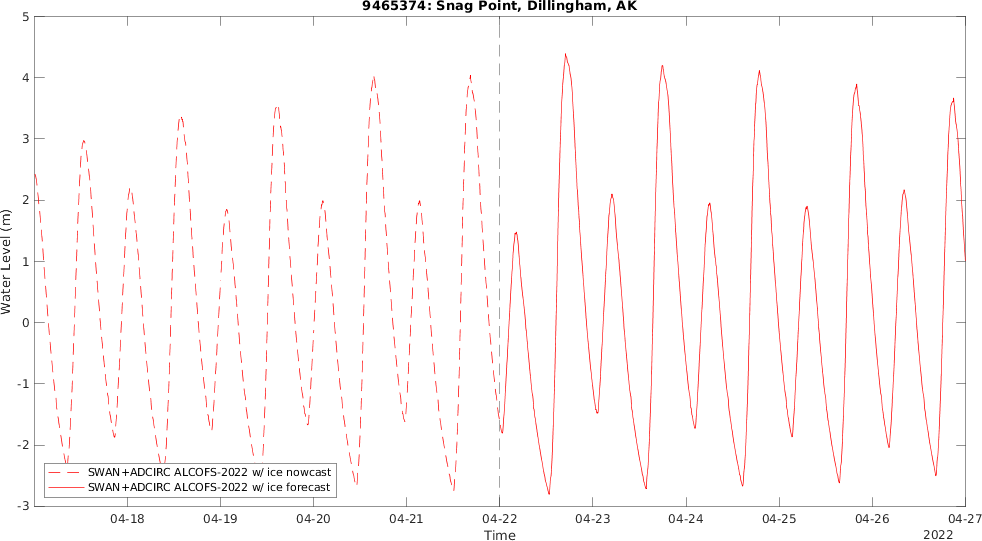 9465374: Snag Point, Dillingham, AK
5
4
3
2
1
0
-1
-2
-3
Water Level (m)
SWAN+ADCIRC ALCOFS-2022 w/ ice nowcast
SWAN+ADCIRC ALCOFS-2022 w/ ice forecast
04-18 04-19 04-20 04-21 04-22 04-23 04-24 04-25 04-26 04-27
Time
2022